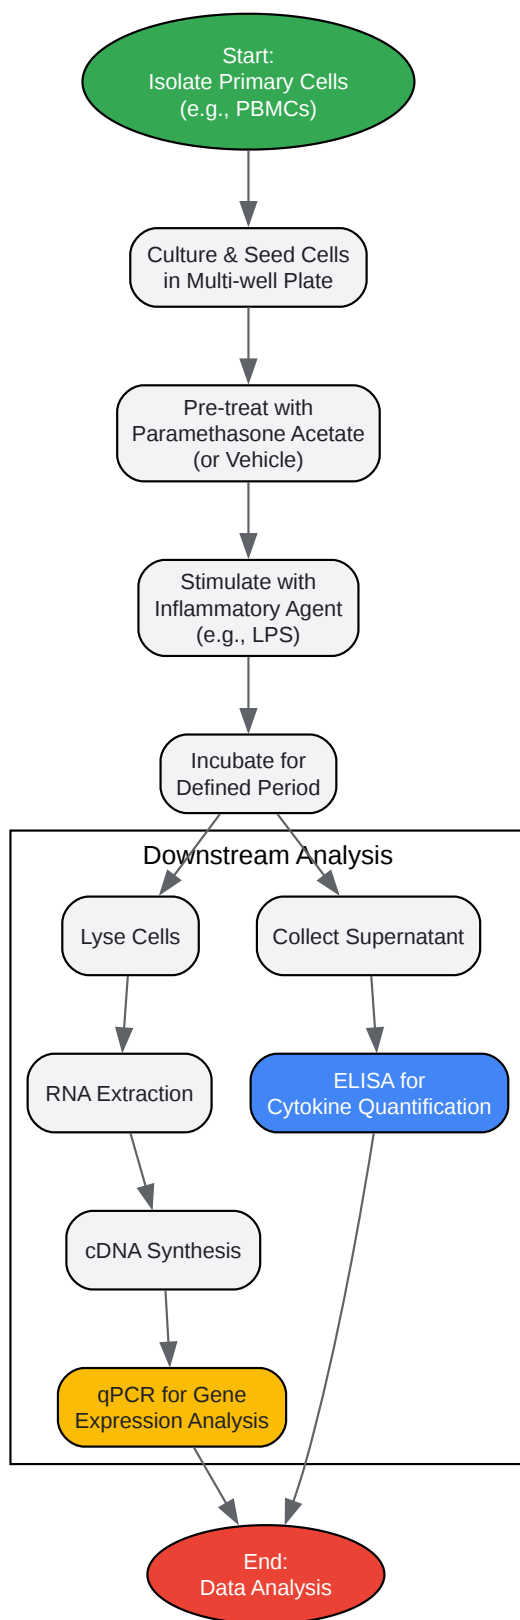 Start:
Isolate Primary Cells
(e.g., PBMCs)
Culture & Seed Cells
in Multi-well Plate
Pre-treat with
Paramethasone Acetate
(or Vehicle)
Stimulate with
Inflammatory Agent
(e.g., LPS)
Incubate for
Defined Period
Downstream Analysis
Lyse Cells
Collect Supernatant
RNA Extraction
ELISA for
Cytokine Quantification
cDNA Synthesis
qPCR for Gene
Expression Analysis
End:
Data Analysis